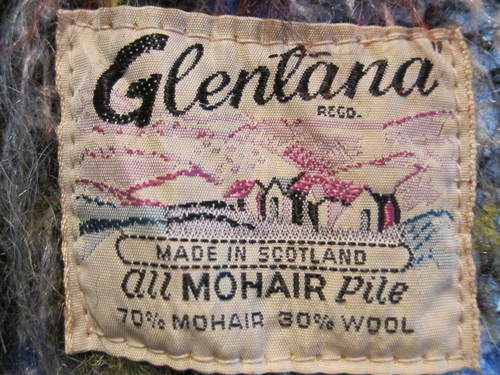 Glentana"
REGD.
MADE IN SCOTLAND
all MOHAIR Pile
70% MOHAIR 30% WOOL